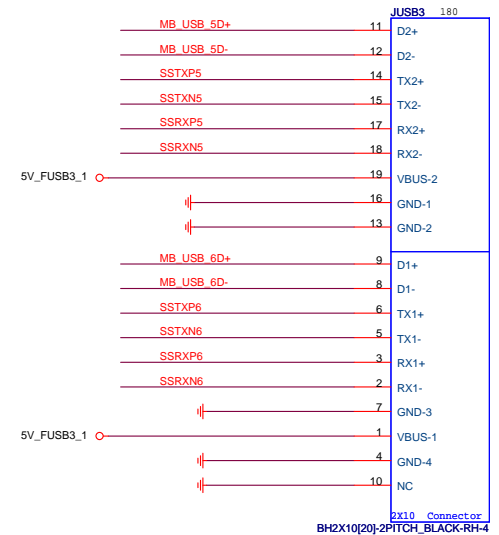 JUSB3 180
MB_USB_5D+ 11 D2+
MB_USB_5D- 12 D2-
SSTXP5 14 TX2+
SSTXN5 15 TX2-
SSRXP5 17 RX2+
SSRXN5 18 RX2-
5V_FUSB3_1 19 VBUS-2
16 GND-1
13 GND-2
MB_USB_6D+ 9 D1+
MB_USB_6D- 8 D1-
SSTXP6 6 TX1+
SSTXN6 5 TX1-
SSRXP6 3 RX1+
SSRXN6 2 RX1-
7 GND-3
5V_FUSB3_1 1 VBUS-1
4 GND-4
10 NC
2X10 Connector
BH2X10[20]-2PITCH_BLACK-RH-4